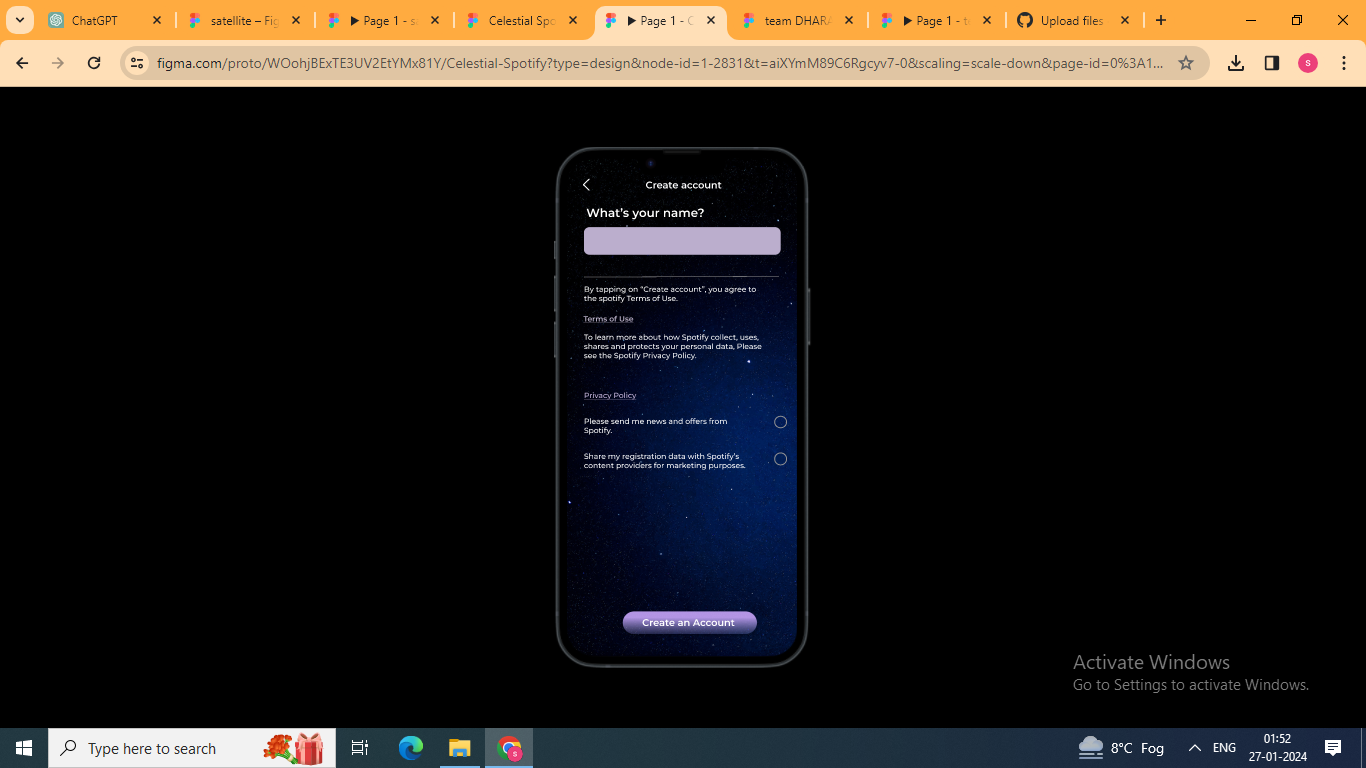 ChatGPT
satellite – Fig
Page 1 - sa
Celestial Spo
Page 1 - C
team DHARA
Page 1 - te
Upload files
figma.com/proto/WOohjBExTE3UV2EtYMx81Y/Celestial-Spotify?type=design&node-id=1-2831&t=aiXYmM89C6Rgcyv7-0&scaling=scale-down&page-id=0%3A1...
S
Create account
What's your name?
By tapping on “Create account”, you agree to
the spotify Terms of Use.
Terms of Use
To learn more about how Spotify collect, uses,
shares and protects your personal data, Please
see the Spotify Privacy Policy.
Privacy Policy
Please send me news and offers from
Spotify.
Share my registration data with Spotify's
content providers for marketing purposes.
Create an Account
Activate Windows
Go to Settings to activate Windows.
Type here to search
S
8°C Fog
ENG
01:52
27-01-2024